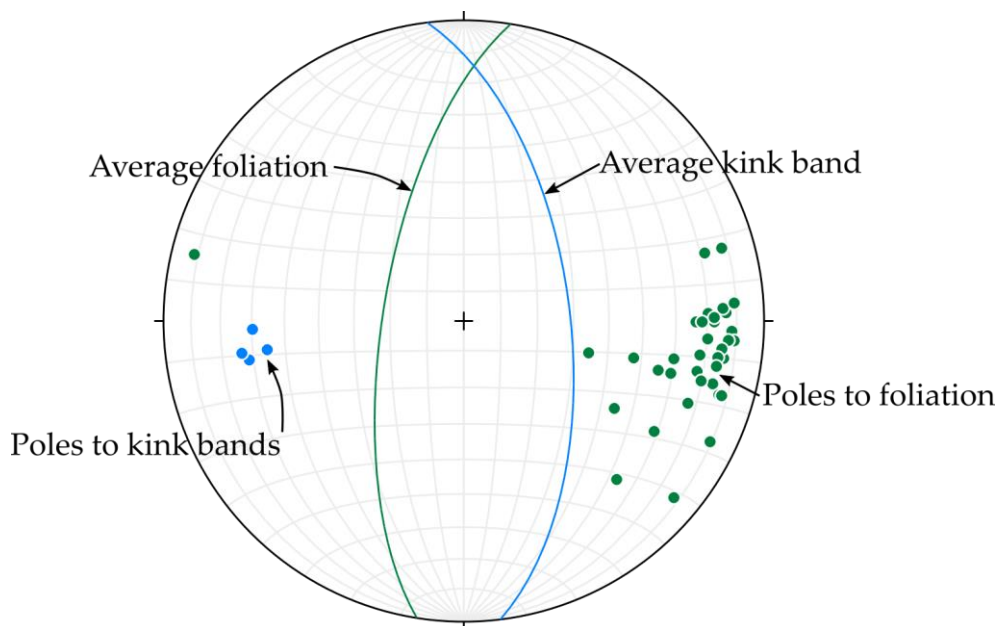 Average foliation
Average kink band
Poles to foliation
Poles to kink bands